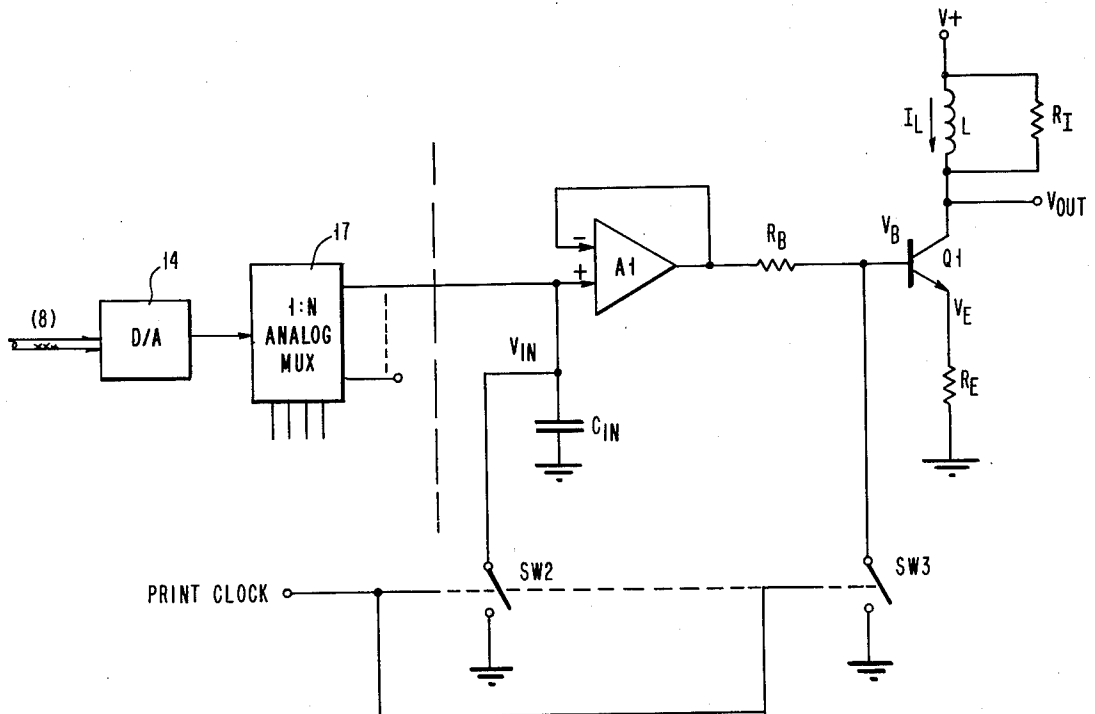 V+
17
14
I_L
L
R_I
(8)
D/A
1:N
ANALOG
MUX
−
+
A1
R_B
V_B
V_OUT
Q1
V_E
V_IN
C_IN
R_E
SW2
SW3
PRINT CLOCK